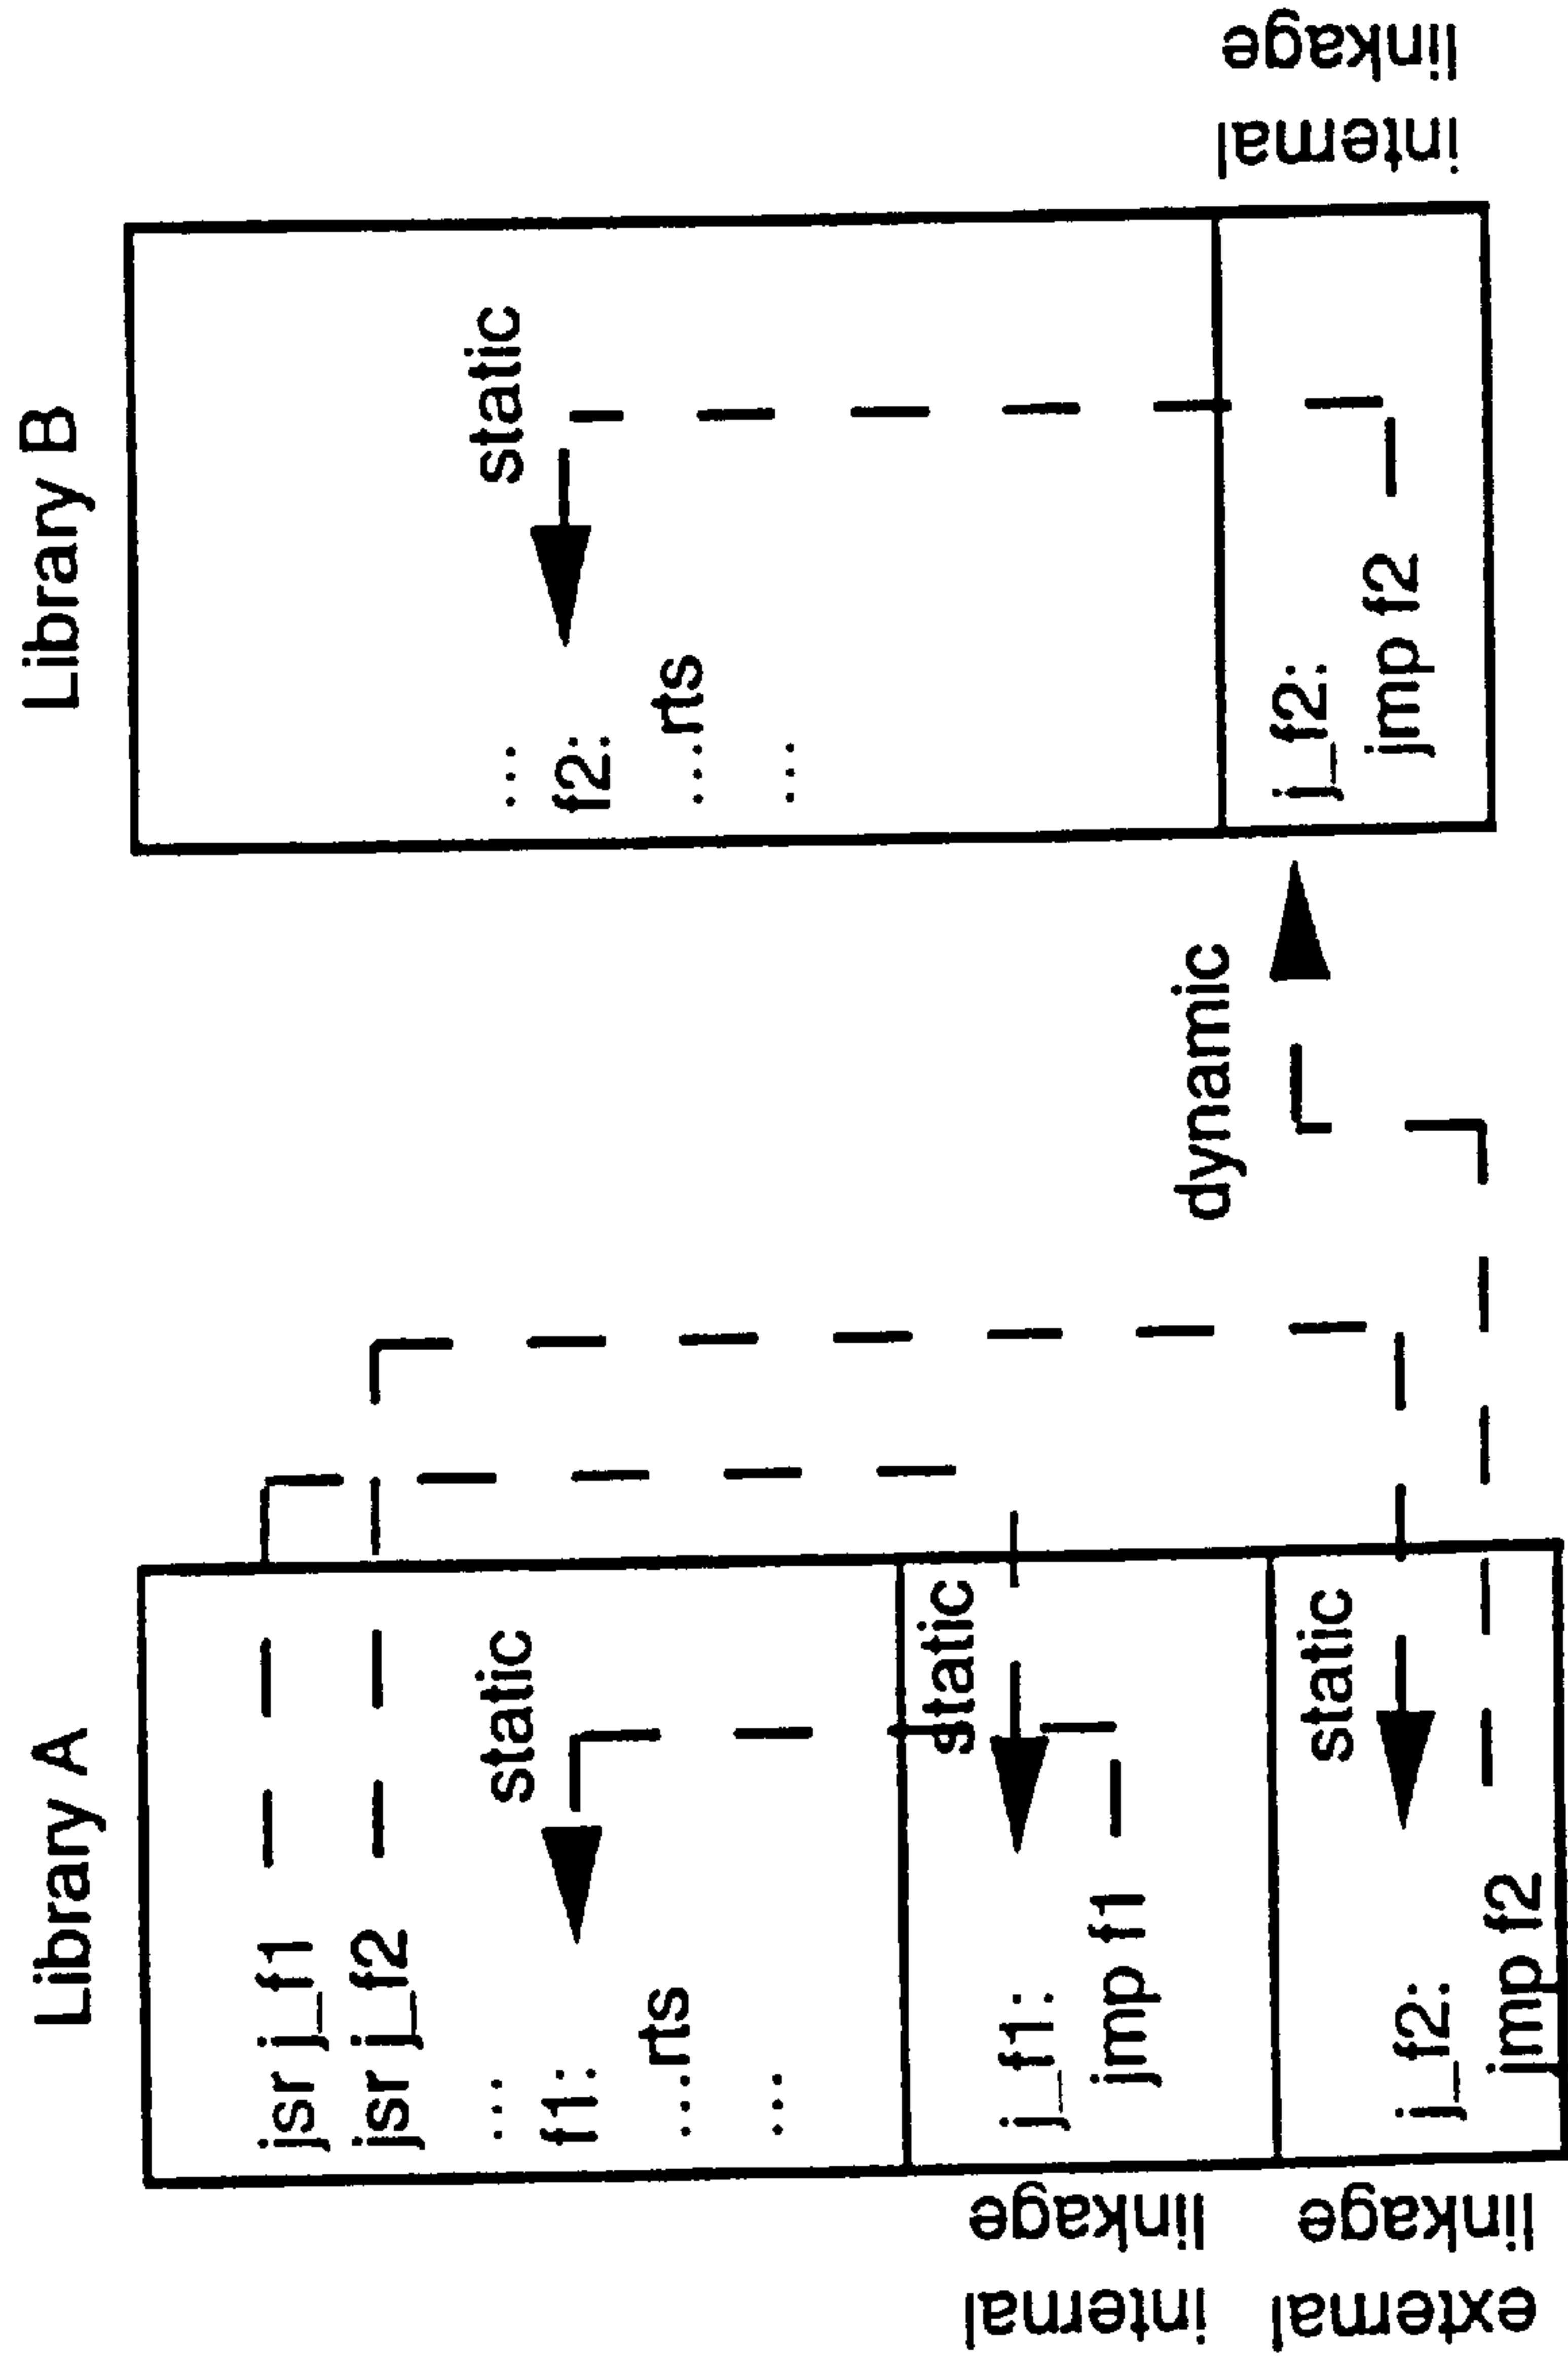 Library A
jsr j_f1
jsr j_f2
...
f1:
...rts
...
static
j_f1:
jmp f1
static
j_f2:
jmp f2
static
internal
linkage
external
linkage
dynamic
Library B
...
f2:
...rts
...
static
j_f2:
jmp f2
internal
linkage